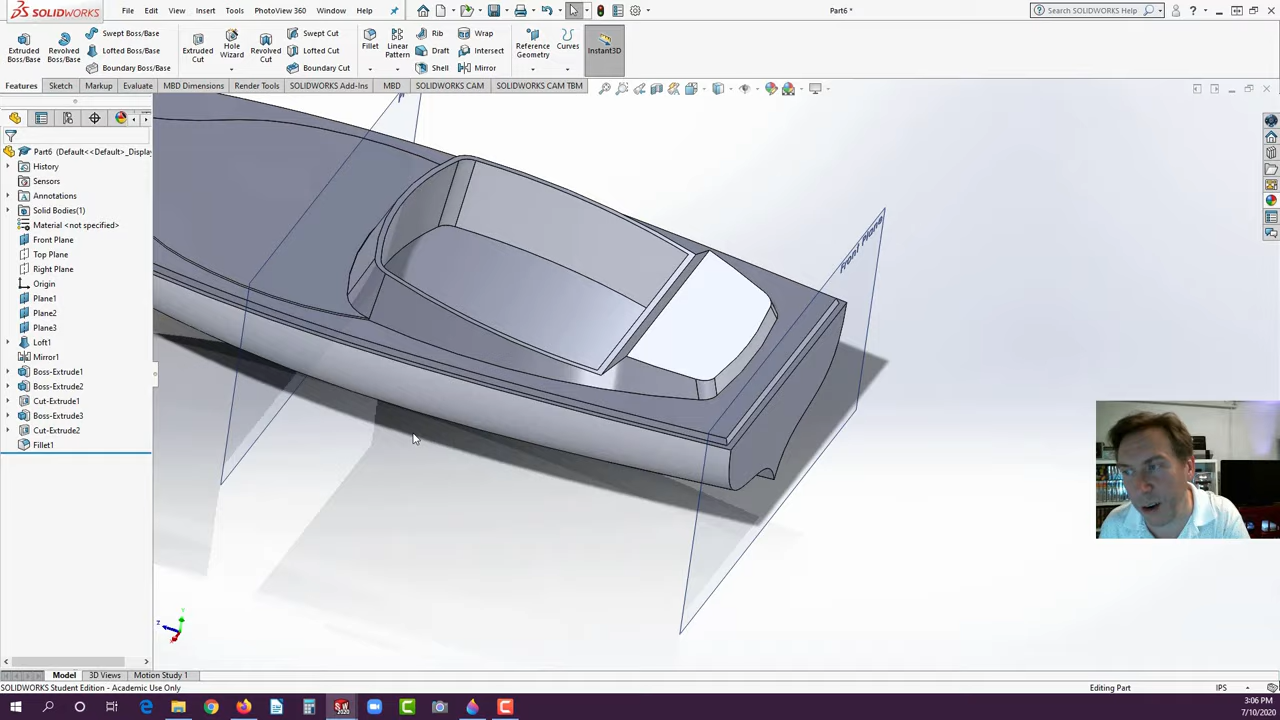 SOLIDWORKS
File Edit View Insert Tools PhotoView 360 Window Help
Part6 *
Search SOLIDWORKS Help
Extruded Boss/Base
Revolved Boss/Base
Swept Boss/Base
Lofted Boss/Base
Boundary Boss/Base
Extruded Cut
Hole Wizard
Revolved Cut
Swept Cut
Lofted Cut
Boundary Cut
Fillet
Linear Pattern
Rib
Draft
Shell
Wrap
Intersect
Mirror
Reference Geometry
Curves
Instant3D
Features Sketch Markup Evaluate MBD Dimensions Render Tools SOLIDWORKS Add-Ins MBD SOLIDWORKS CAM SOLIDWORKS CAM TBM
Part6 (Default<<Default>_Display
History
Sensors
Annotations
Solid Bodies(1)
Material <not specified>
Front Plane
Top Plane
Right Plane
Origin
Plane1
Plane2
Plane3
Loft1
Mirror1
Boss-Extrude1
Boss-Extrude2
Cut-Extrude1
Boss-Extrude3
Cut-Extrude2
Fillet1
Front Plane
Y
Z
Model 3D Views Motion Study 1
SOLIDWORKS Student Edition - Academic Use Only
Editing Part
IPS
3:06 PM
7/10/2020